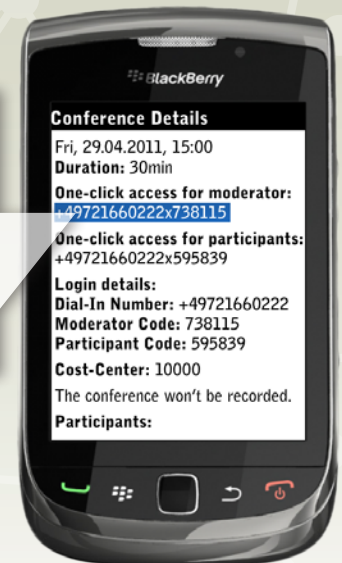 BlackBerry
Conference Details
Fri, 29.04.2011, 15:00
Duration: 30min
One-click access for moderator:
+49721660222x738115
One-click access for participants:
+49721660222x595839
Login details:
Dial-In Number: +49721660222
Moderator Code: 738115
Participant Code: 595839
Cost-Center: 10000
The conference won't be recorded.
Participants: